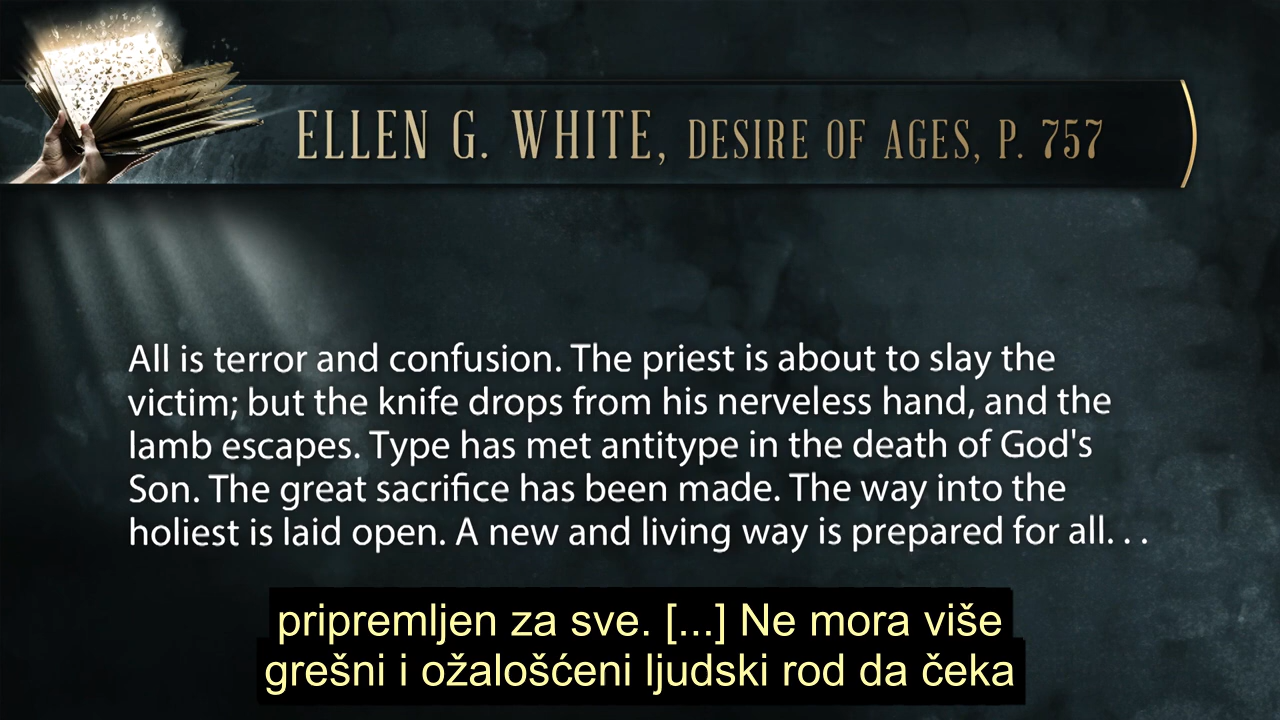 ELLEN G. WHITE, DESIRE OF AGES, P. 757
All is terror and confusion. The priest is about to slay the
victim; but the knife drops from his nerveless hand, and the
lamb escapes. Type has met antitype in the death of God's
Son. The great sacrifice has been made. The way into the
holiest is laid open. A new and living way is prepared for all. . .
pripremljen za sve. [...] Ne mora više
grešni i ožalošćeni ljudski rod da čeka